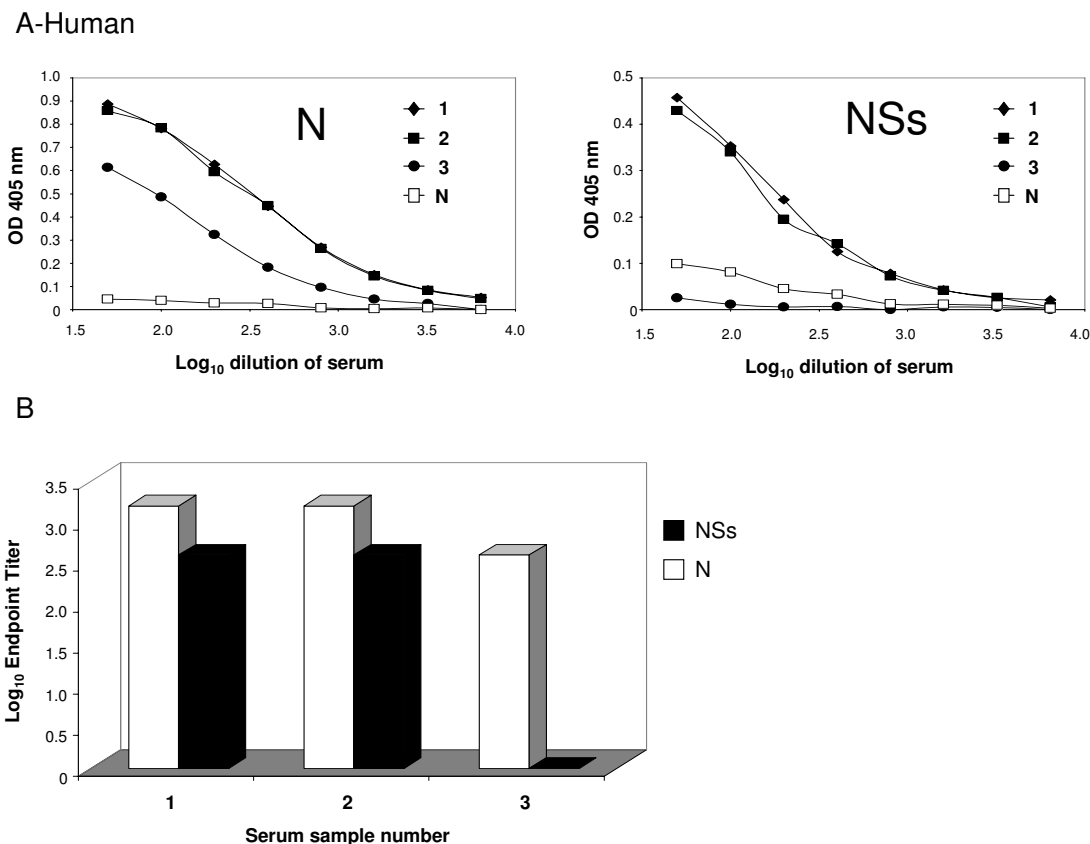 A-Human
N
OD 405 nm
1.0
0.9
0.8
0.7
0.6
0.5
0.4
0.3
0.2
0.1
0
1.5 2.0 2.5 3.0 3.5 4.0
Log10 dilution of serum
1
2
3
N
NSs
OD 405 nm
0.5
0.4
0.3
0.2
0.1
0
1.5 2.0 2.5 3.0 3.5 4.0
Log10 dilution of serum
1
2
3
N
B
Log10 Endpoint Titer
3.5
3.0
2.5
2.0
1.5
1.0
0.5
0
1 2 3
Serum sample number
NSs
N